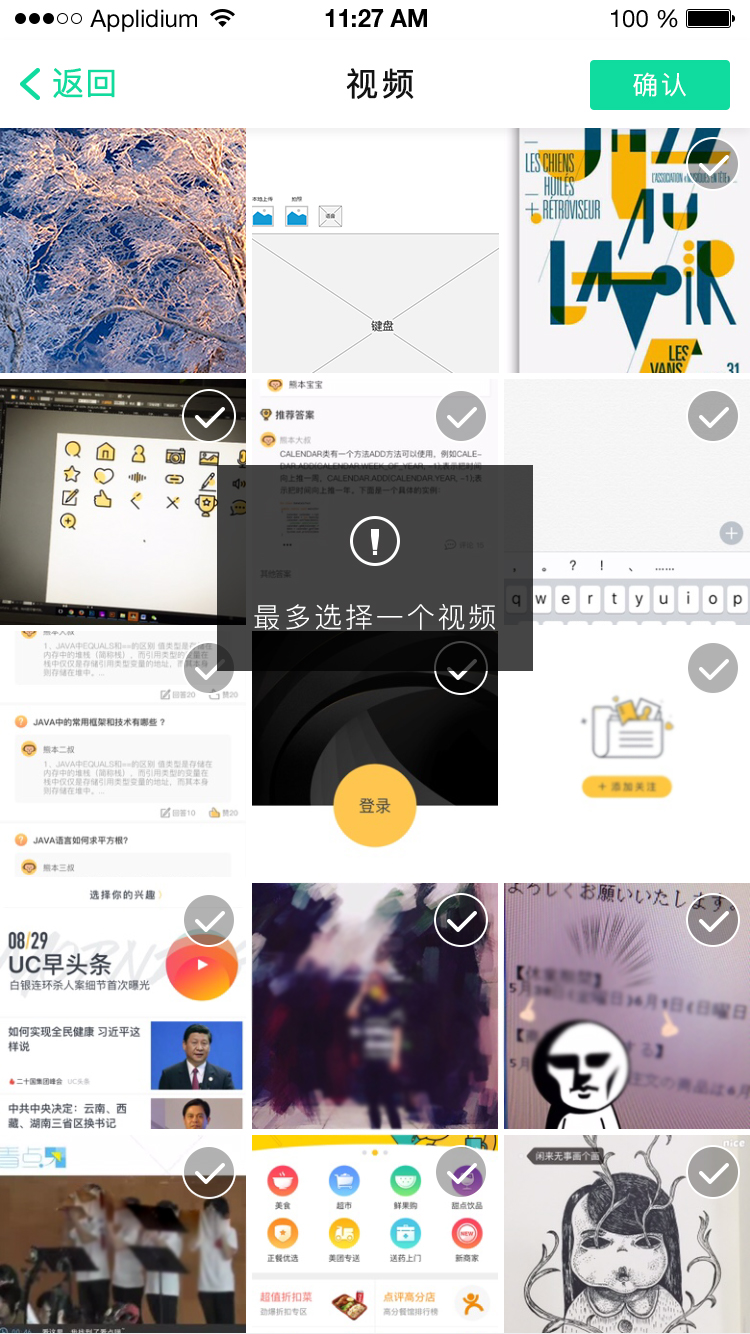 Applidium
11:27 AM
100 %
返回
视频
确认
本地上传
拍照
键盘
LES CHIENS
HUILÉS
+ RÉTROVISEUR
JAZZ
AU
LAVOIR
LES
VANS
31
熊本宝宝
推荐答案
熊本大叔
CALENDAR类有一个方法ADD方法可以使用，例如CALE-
DAR.ADD(CALENDAR.WEEK_OF_YEAR, -1);表示把时间
向上推一周，CALENDAR.ADD(CALENDAR.YEAR, -1);表
示把时间向上推一年，下面是一个具体的实例：
其他答案
最多选择一个视频
， 。 ? ! 、 ……
q w e r t y u i o p
熊本大叔
1、JAVA中EQUALS和==的区别 值类型是存储在
内存中的堆栈（简称栈），而引用类型的变量在
栈中仅仅是存储引用类型变量的地址，而其本身
则存储在堆中。...
回答20
赞20
JAVA中的常用框架和技术有哪些？
熊本二叔
1、JAVA中EQUALS和==的区别 值类型是存储在
内存中的堆栈（简称栈），而引用类型的变量在
栈中仅仅是存储引用类型变量的地址，而其本身
则存储在堆中。...
回答10
赞20
JAVA语言如何求平方根?
熊本三叔
登录
+ 添加关注
选择你的兴趣
08/29
UC早头条
白银连环杀人案细节首次曝光
如何实现全民健康 习近平这
样说
二十国集团峰会 UC头条
中共中央决定：云南、西
藏、湖南三省区换书记
よろしくお願いいたします。
美食
超市
鲜果购
甜点饮品
正餐优选
美团专送
送药上门
新商家
NEW
超值折扣菜
劲爆折扣专区
点评高分店
高分餐馆排行榜
闲来无事画个画
nice